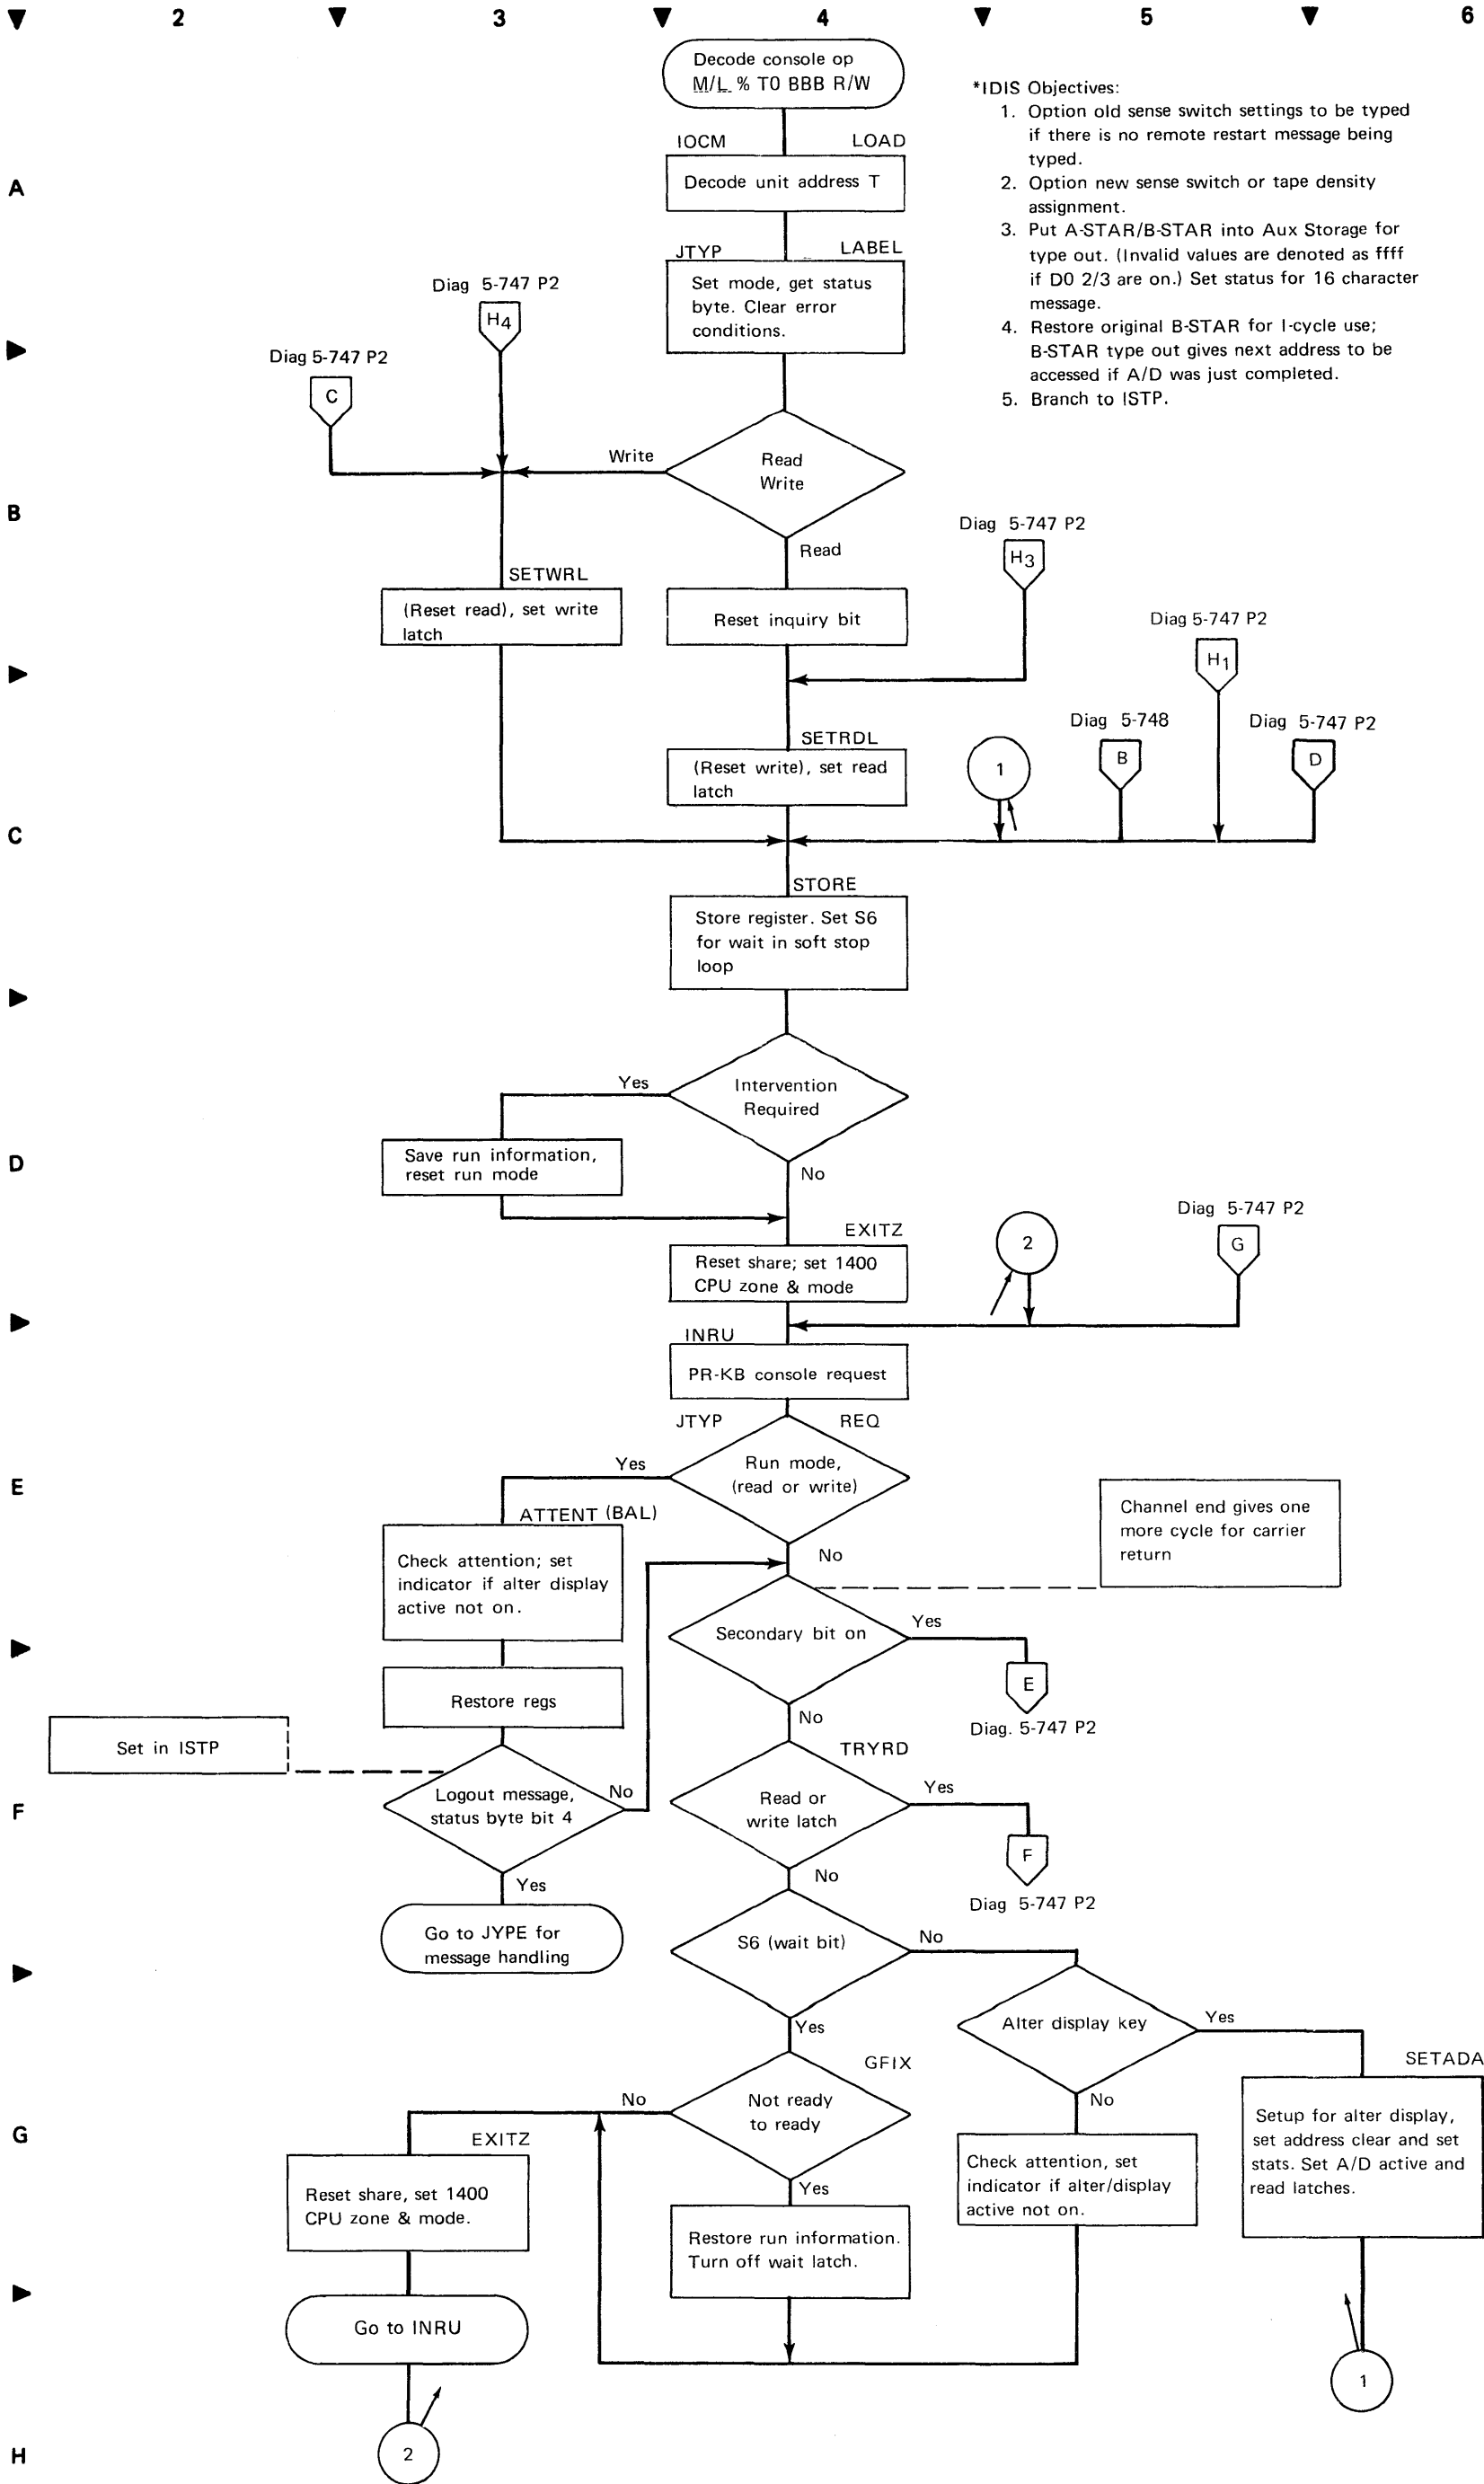 2 3 4 5 6
Decode console op
M/L % T0 BBB R/W
*IDIS Objectives:
1. Option old sense switch settings to be typed
if there is no remote restart message being
typed.
2. Option new sense switch or tape density
assignment.
3. Put A-STAR/B-STAR into Aux Storage for
type out. (Invalid values are denoted as ffff
if D0 2/3 are on.) Set status for 16 character
message.
4. Restore original B-STAR for I-cycle use;
B-STAR type out gives next address to be
accessed if A/D was just completed.
5. Branch to ISTP.
IOCM LOAD
A
Decode unit address T
JTYP LABEL
Set mode, get status
byte. Clear error
conditions.
Diag 5-747 P2
H4
Diag 5-747 P2
C
Write
Read
Write
B
Read
Diag 5-747 P2
H3
SETWRL
(Reset read), set write
latch
Reset inquiry bit
Diag 5-747 P2
H1
SETRDL
(Reset write), set read
latch
1
Diag 5-748
B
Diag 5-747 P2
D
C
STORE
Store register. Set S6
for wait in soft stop
loop
Yes
Intervention
Required
D
Save run information,
reset run mode
No
EXITZ
Reset share; set 1400
CPU zone & mode
2
Diag 5-747 P2
G
INRU
PR-KB console request
JTYP REQ
E
Yes
Run mode,
(read or write)
Channel end gives one
more cycle for carrier
return
ATTENT (BAL)
Check attention; set
indicator if alter display
active not on.
No
Secondary bit on
Yes
E
Diag. 5-747 P2
Restore regs
Set in ISTP
No
TRYRD
F
Logout message,
status byte bit 4
No
Read or
write latch
Yes
F
Diag 5-747 P2
Yes
No
Go to JYPE for
message handling
S6 (wait bit)
No
Alter display key
Yes
Yes
GFIX
SETADA
G
No
Not ready
to ready
No
EXITZ
Reset share, set 1400
CPU zone & mode.
Yes
Check attention, set
indicator if alter/display
active not on.
Setup for alter display,
set address clear and set
stats. Set A/D active and
read latches.
Restore run information.
Turn off wait latch.
Go to INRU
1
H
2